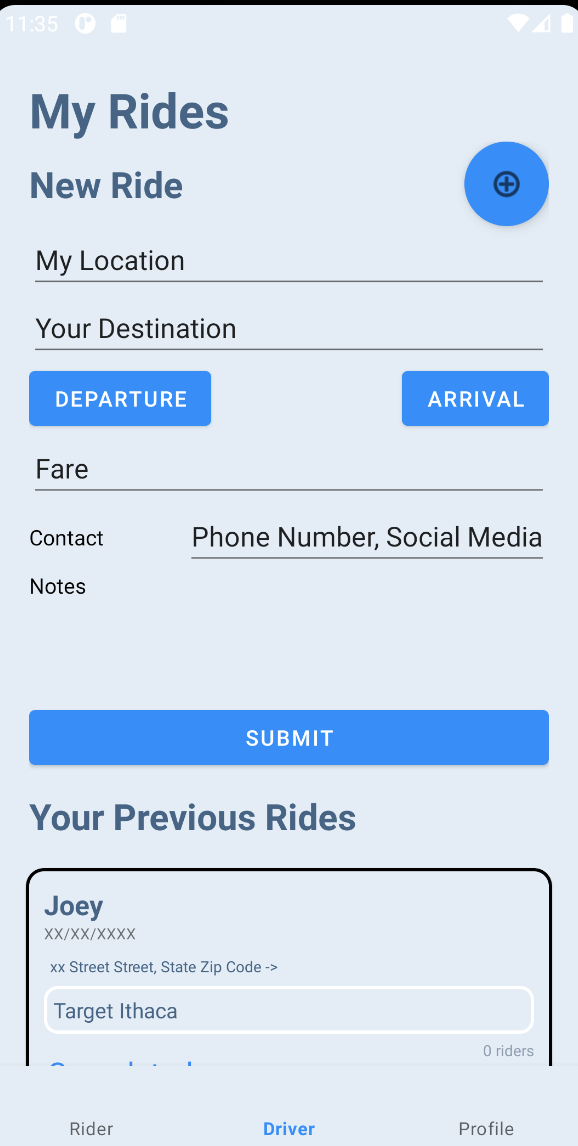 11:35
My Rides
New Ride
My Location
Your Destination
DEPARTURE ARRIVAL
Fare
Contact Phone Number, Social Media
Notes
SUBMIT
Your Previous Rides
Joey
XX/XX/XXXX
xx Street Street, State Zip Code ->
Target Ithaca
0 riders
Rider Driver Profile